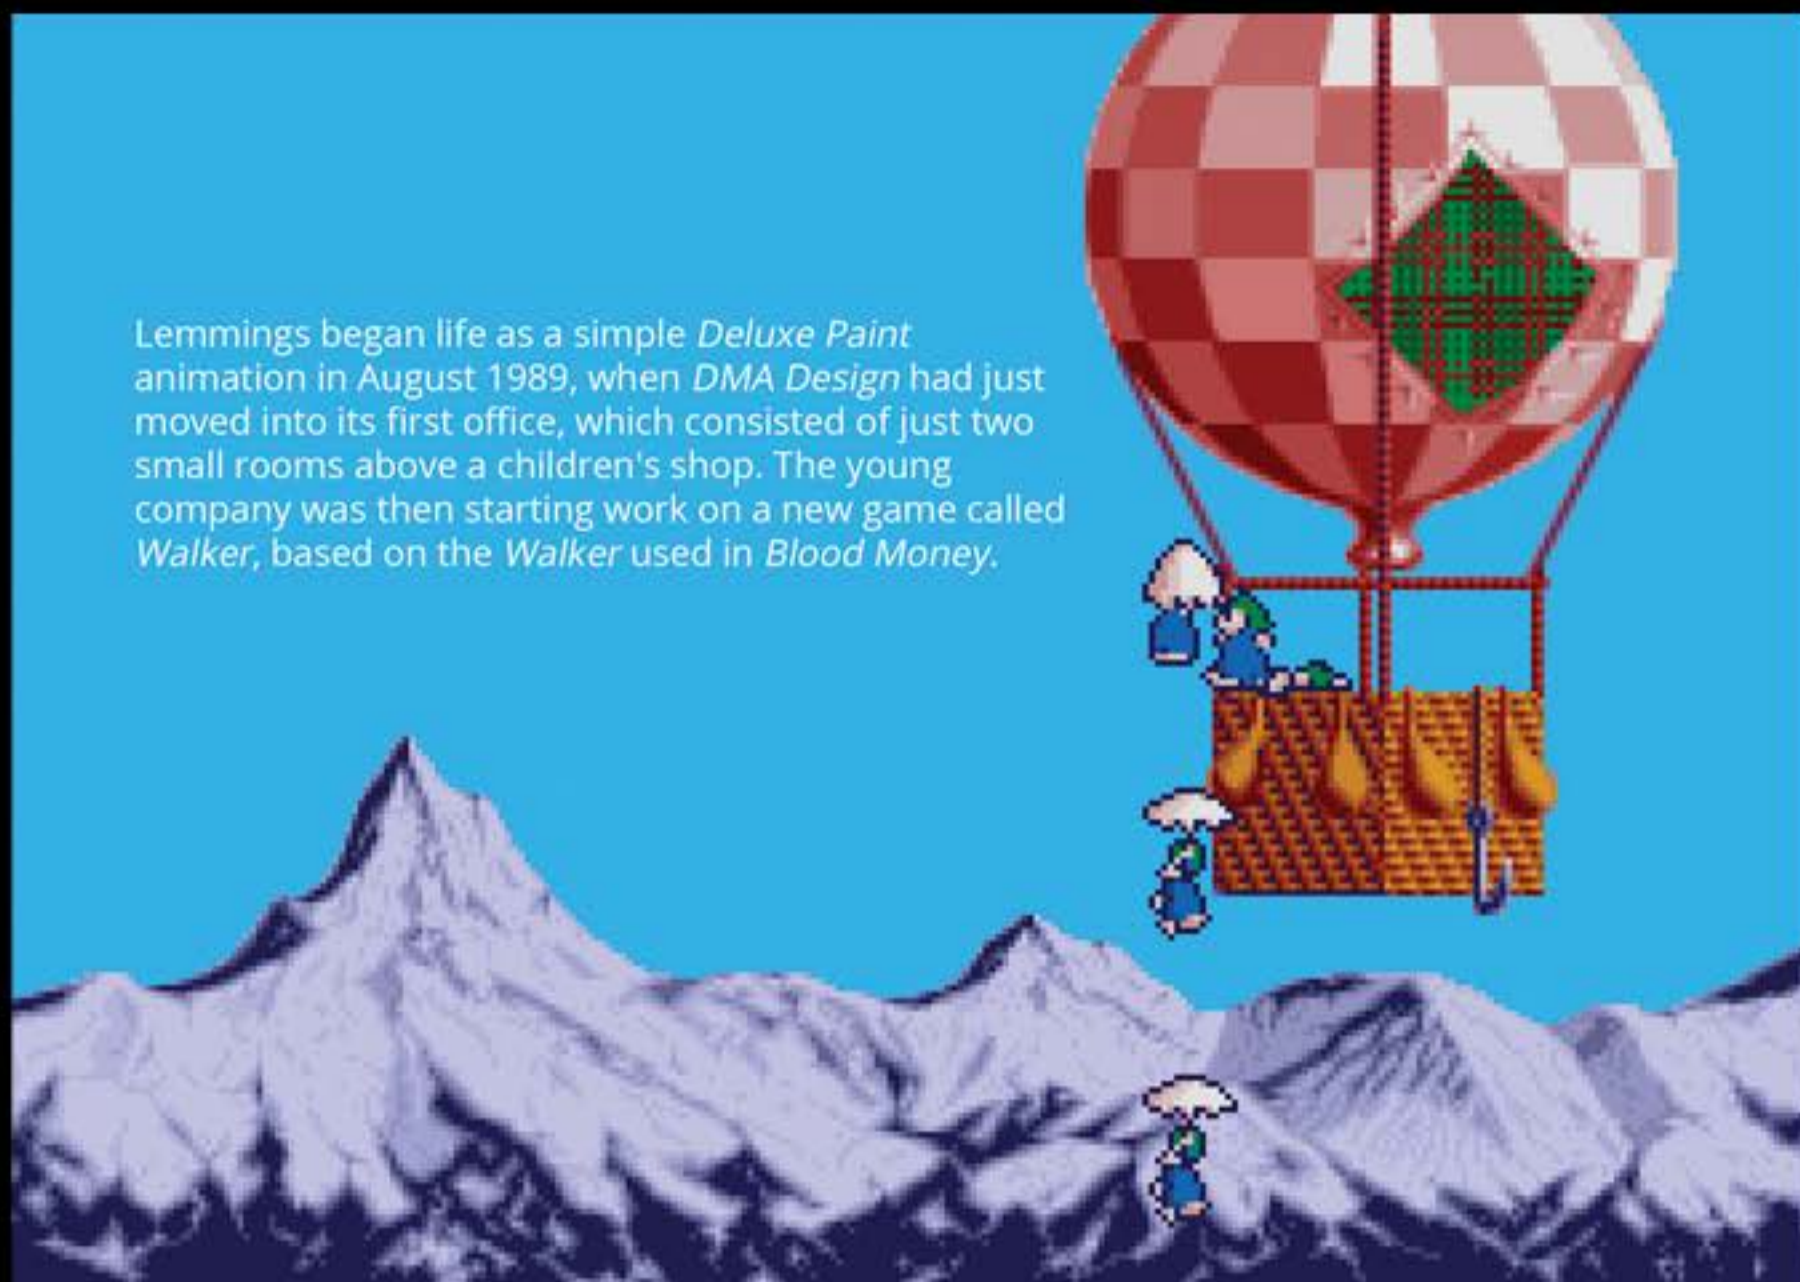 Lemmings began life as a simple Deluxe Paint
animation in August 1989, when DMA Design had just
moved into its first office, which consisted of just two
small rooms above a children's shop. The young
company was then starting work on a new game called
Walker, based on the Walker used in Blood Money.